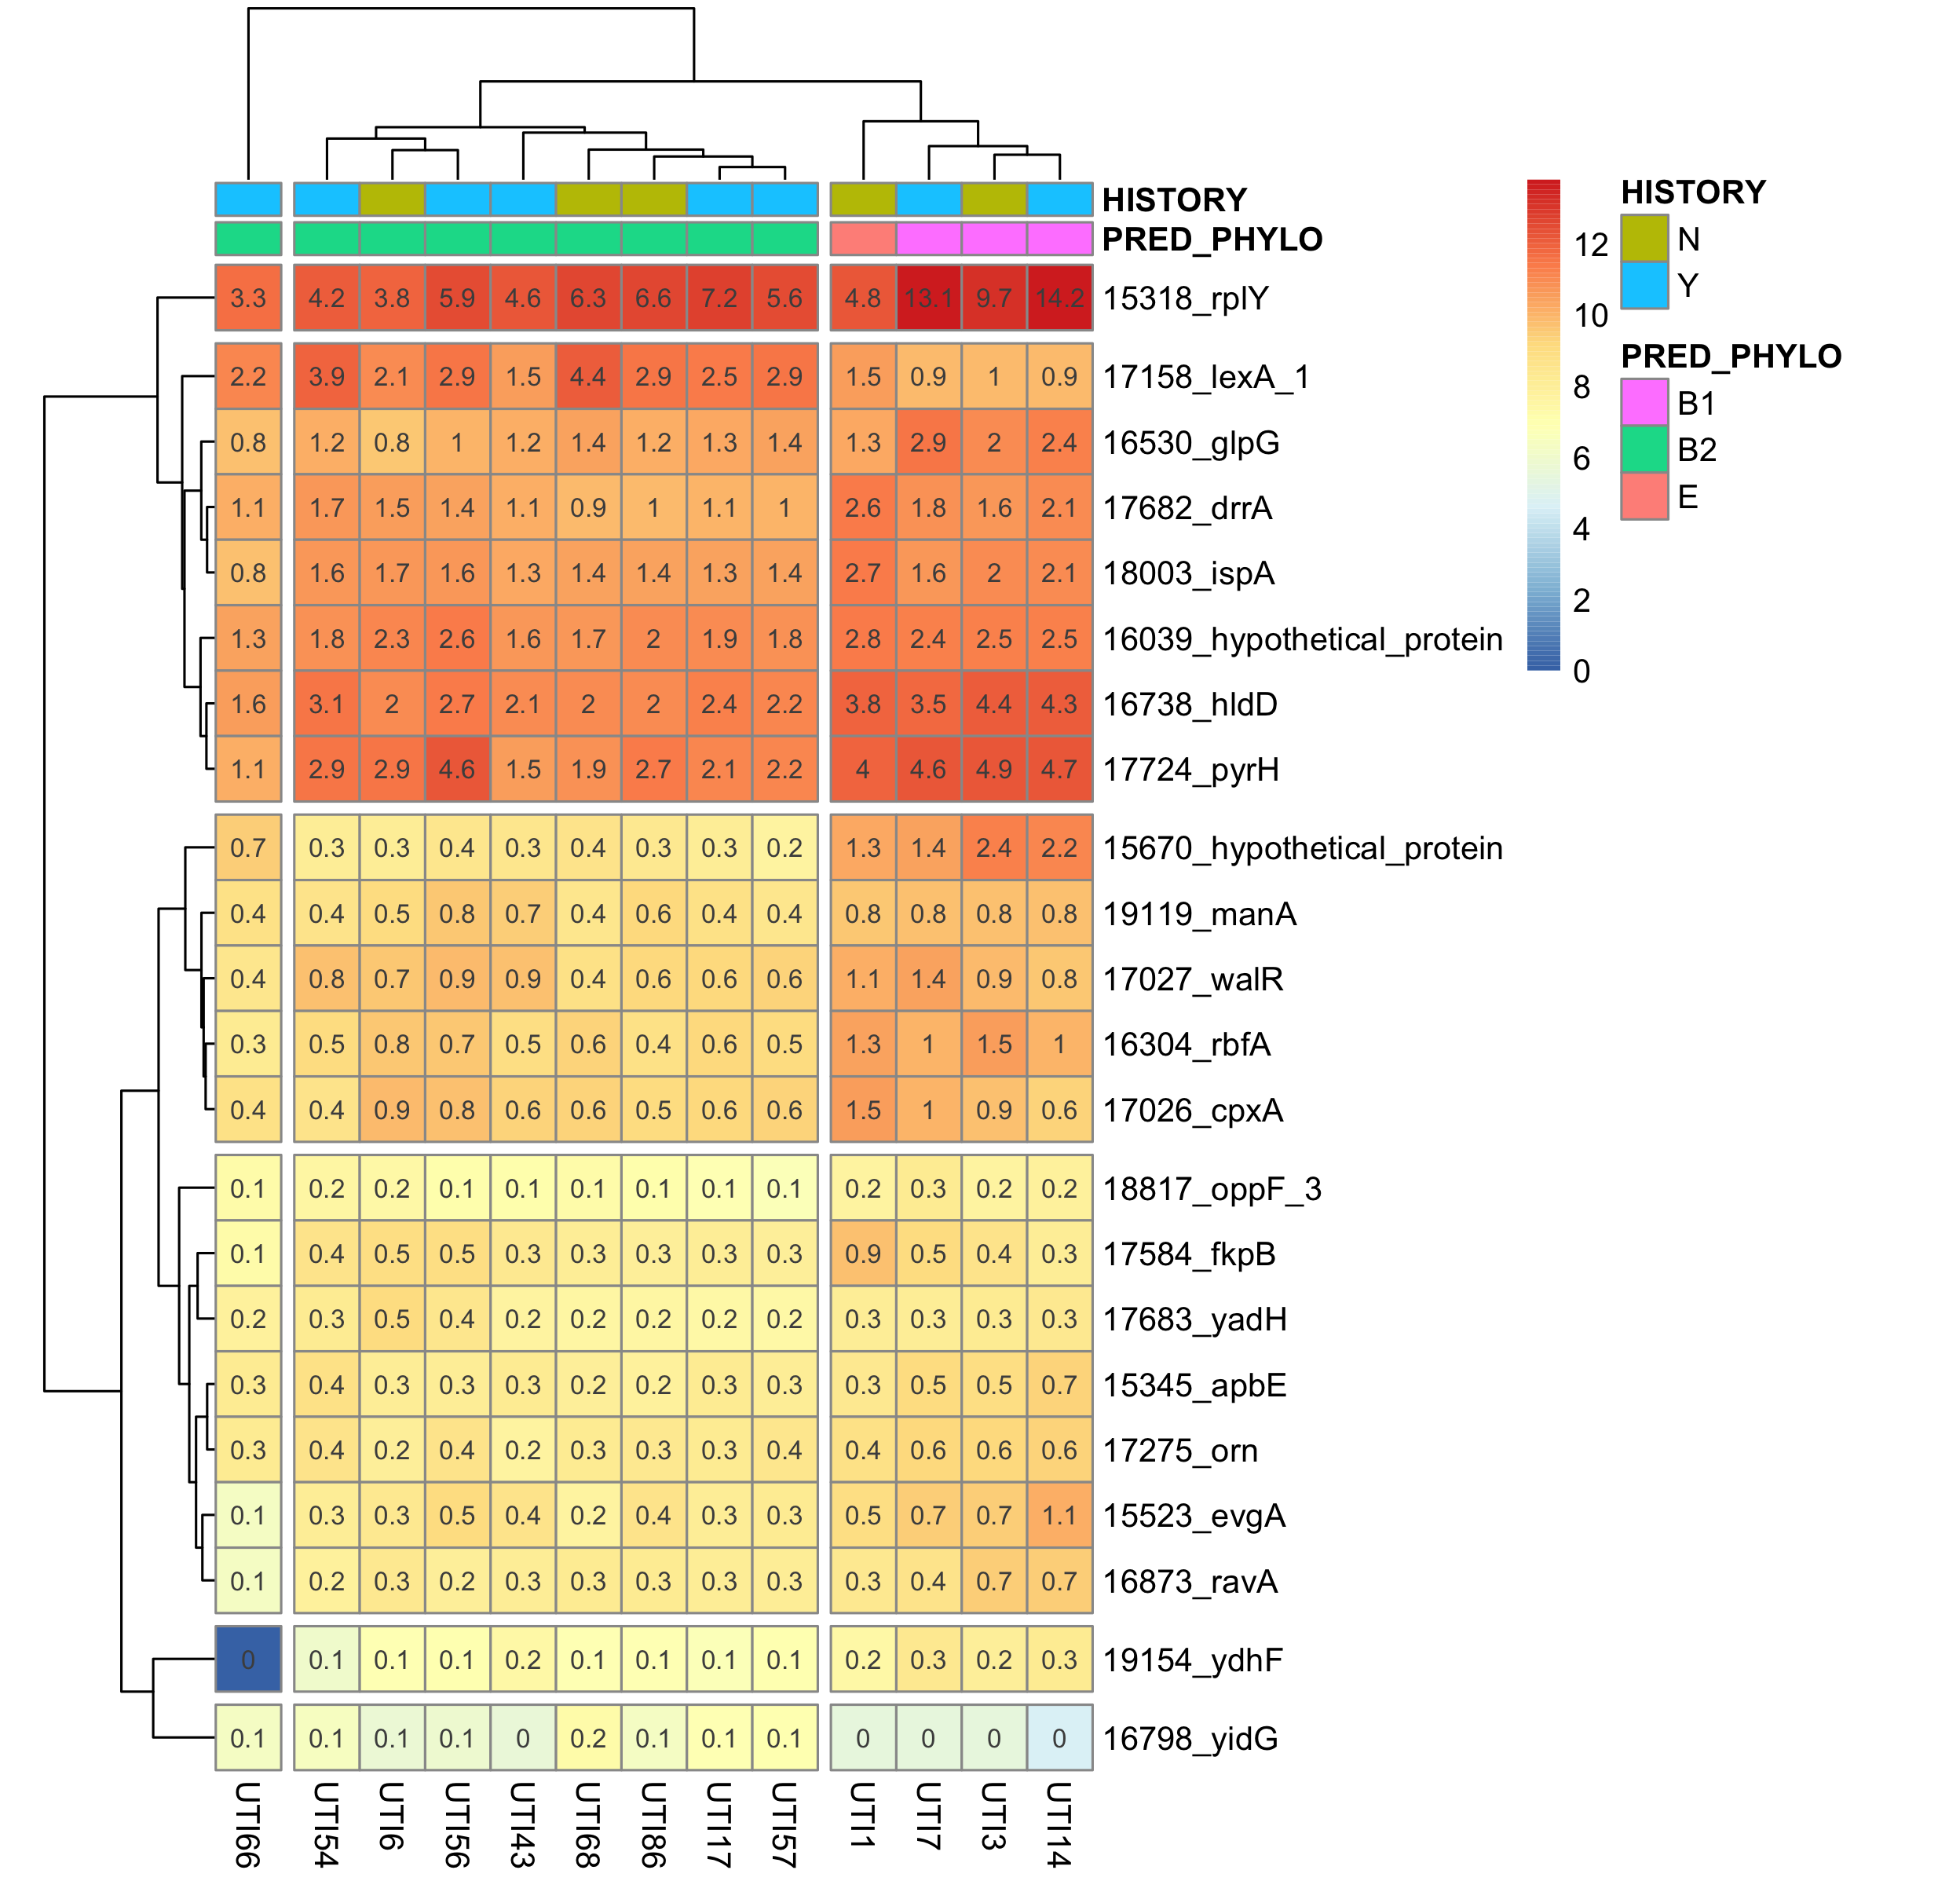 HISTORY
PRED_PHYLO
3.3 4.2 3.8 5.9 4.6 6.3 6.6 7.2 5.6 4.8 13.1 9.7 14.2 15318_rplY
2.2 3.9 2.1 2.9 1.5 4.4 2.9 2.5 2.9 1.5 0.9 1 0.9 17158_lexA_1
0.8 1.2 0.8 1 1.2 1.4 1.2 1.3 1.4 1.3 2.9 2 2.4 16530_glpG
1.1 1.7 1.5 1.4 1.1 0.9 1 1.1 1 2.6 1.8 1.6 2.1 17682_drrA
0.8 1.6 1.7 1.6 1.3 1.4 1.4 1.3 1.4 2.7 1.6 2 2.1 18003_ispA
1.3 1.8 2.3 2.6 1.6 1.7 2 1.9 1.8 2.8 2.4 2.5 2.5 16039_hypothetical_protein
1.6 3.1 2 2.7 2.1 2 2 2.4 2.2 3.8 3.5 4.4 4.3 16738_hldD
1.1 2.9 2.9 4.6 1.5 1.9 2.7 2.1 2.2 4 4.6 4.9 4.7 17724_pyrH
0.7 0.3 0.3 0.4 0.3 0.4 0.3 0.3 0.2 1.3 1.4 2.4 2.2 15670_hypothetical_protein
0.4 0.4 0.5 0.8 0.7 0.4 0.6 0.4 0.4 0.8 0.8 0.8 0.8 19119_manA
0.4 0.8 0.7 0.9 0.9 0.4 0.6 0.6 0.6 1.1 1.4 0.9 0.8 17027_walR
0.3 0.5 0.8 0.7 0.5 0.6 0.4 0.6 0.5 1.3 1 1.5 1 16304_rbfA
0.4 0.4 0.9 0.8 0.6 0.6 0.5 0.6 0.6 1.5 1 0.9 0.6 17026_cpxA
0.1 0.2 0.2 0.1 0.1 0.1 0.1 0.1 0.1 0.2 0.3 0.2 0.2 18817_oppF_3
0.1 0.4 0.5 0.5 0.3 0.3 0.3 0.3 0.3 0.9 0.5 0.4 0.3 17584_fkpB
0.2 0.3 0.5 0.4 0.2 0.2 0.2 0.2 0.2 0.3 0.3 0.3 0.3 17683_yadH
0.3 0.4 0.3 0.3 0.3 0.2 0.2 0.3 0.3 0.3 0.5 0.5 0.7 15345_apbE
0.3 0.4 0.2 0.4 0.2 0.3 0.3 0.3 0.4 0.4 0.6 0.6 0.6 17275_orn
0.1 0.3 0.3 0.5 0.4 0.2 0.4 0.3 0.3 0.5 0.7 0.7 1.1 15523_evgA
0.1 0.2 0.3 0.2 0.3 0.3 0.3 0.3 0.3 0.3 0.4 0.7 0.7 16873_ravA
0 0.1 0.1 0.1 0.2 0.1 0.1 0.1 0.1 0.2 0.3 0.2 0.3 19154_ydhF
0.1 0.1 0.1 0.1 0 0.2 0.1 0.1 0.1 0 0 0 0 16798_yidG
UTI66 UTI54 UTI6 UTI56 UTI43 UTI68 UTI86 UTI17 UTI57 UTI1 UTI7 UTI3 UTI14
12
10
8
6
4
2
0
HISTORY
N
Y
PRED_PHYLO
B1
B2
E